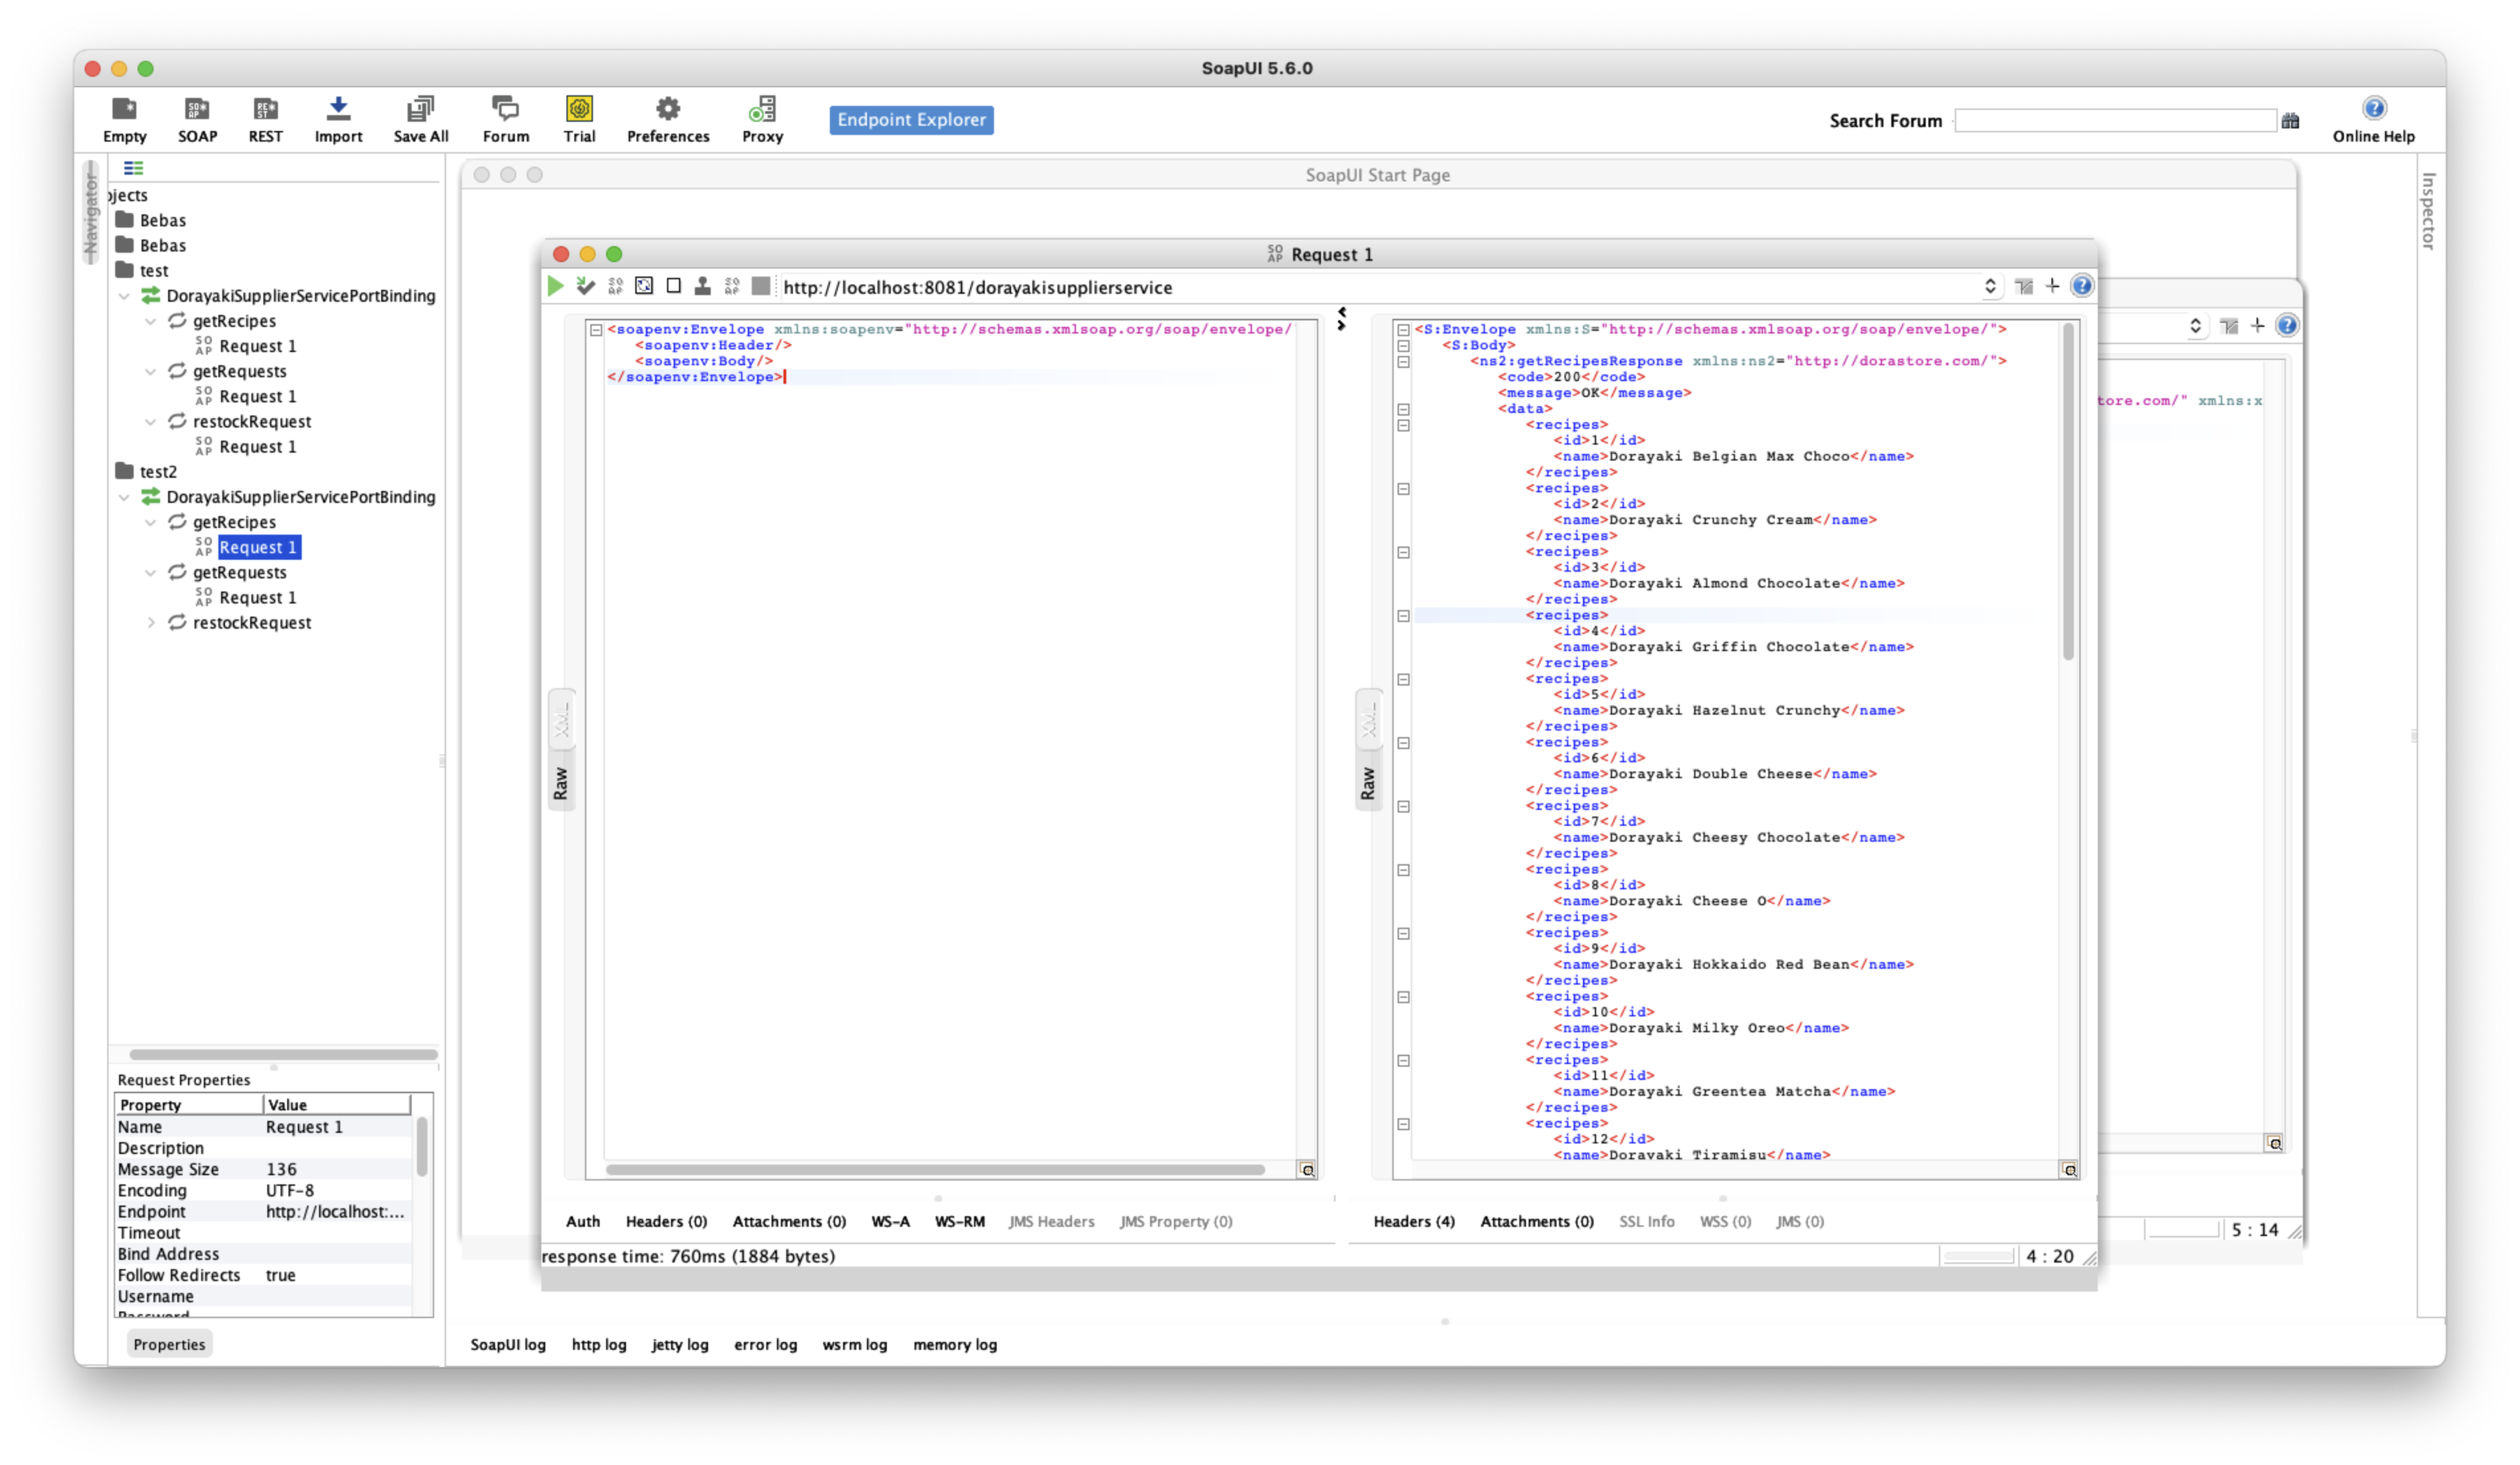 SoapUI 5.6.0
Empty SOAP REST Import Save All Forum Trial Preferences Proxy Endpoint Explorer Search Forum Online Help
Navigator
jects
Bebas
Bebas
test
DorayakiSupplierServicePortBinding
getRecipes
Request 1
getRequests
Request 1
restockRequest
Request 1
test2
DorayakiSupplierServicePortBinding
getRecipes
Request 1
getRequests
Request 1
restockRequest
Request Properties
Property Value
Name Request 1
Description
Message Size 136
Encoding UTF-8
Endpoint http://localhost:...
Timeout
Bind Address
Follow Redirects true
Username
Password
Properties
SoapUI Start Page
Inspector
Request 1
http://localhost:8081/dorayakisupplierservice
XML
Raw
<soapenv:Envelope xmlns:soapenv="http://schemas.xmlsoap.org/soap/envelope/
<soapenv:Header/>
<soapenv:Body/>
</soapenv:Envelope>
XML
Raw
<S:Envelope xmlns:S="http://schemas.xmlsoap.org/soap/envelope/">
<S:Body>
<ns2:getRecipesResponse xmlns:ns2="http://dorastore.com/">
<code>200</code>
<message>OK</message>
<data>
<recipes>
<id>1</id>
<name>Dorayaki Belgian Max Choco</name>
</recipes>
<recipes>
<id>2</id>
<name>Dorayaki Crunchy Cream</name>
</recipes>
<recipes>
<id>3</id>
<name>Dorayaki Almond Chocolate</name>
</recipes>
<recipes>
<id>4</id>
<name>Dorayaki Griffin Chocolate</name>
</recipes>
<recipes>
<id>5</id>
<name>Dorayaki Hazelnut Crunchy</name>
</recipes>
<recipes>
<id>6</id>
<name>Dorayaki Double Cheese</name>
</recipes>
<recipes>
<id>7</id>
<name>Dorayaki Cheesy Chocolate</name>
</recipes>
<recipes>
<id>8</id>
<name>Dorayaki Cheese O</name>
</recipes>
<recipes>
<id>9</id>
<name>Dorayaki Hokkaido Red Bean</name>
</recipes>
<recipes>
<id>10</id>
<name>Dorayaki Milky Oreo</name>
</recipes>
<recipes>
<id>11</id>
<name>Dorayaki Greentea Matcha</name>
</recipes>
<recipes>
<id>12</id>
<name>Dorayaki Tiramisu</name>
tore.com/" xmlns:x
Auth Headers (0) Attachments (0) WS-A WS-RM JMS Headers JMS Property (0)
Headers (4) Attachments (0) SSL Info WSS (0) JMS (0)
response time: 760ms (1884 bytes)
4 : 20
5 : 14
SoapUI log http log jetty log error log wsrm log memory log